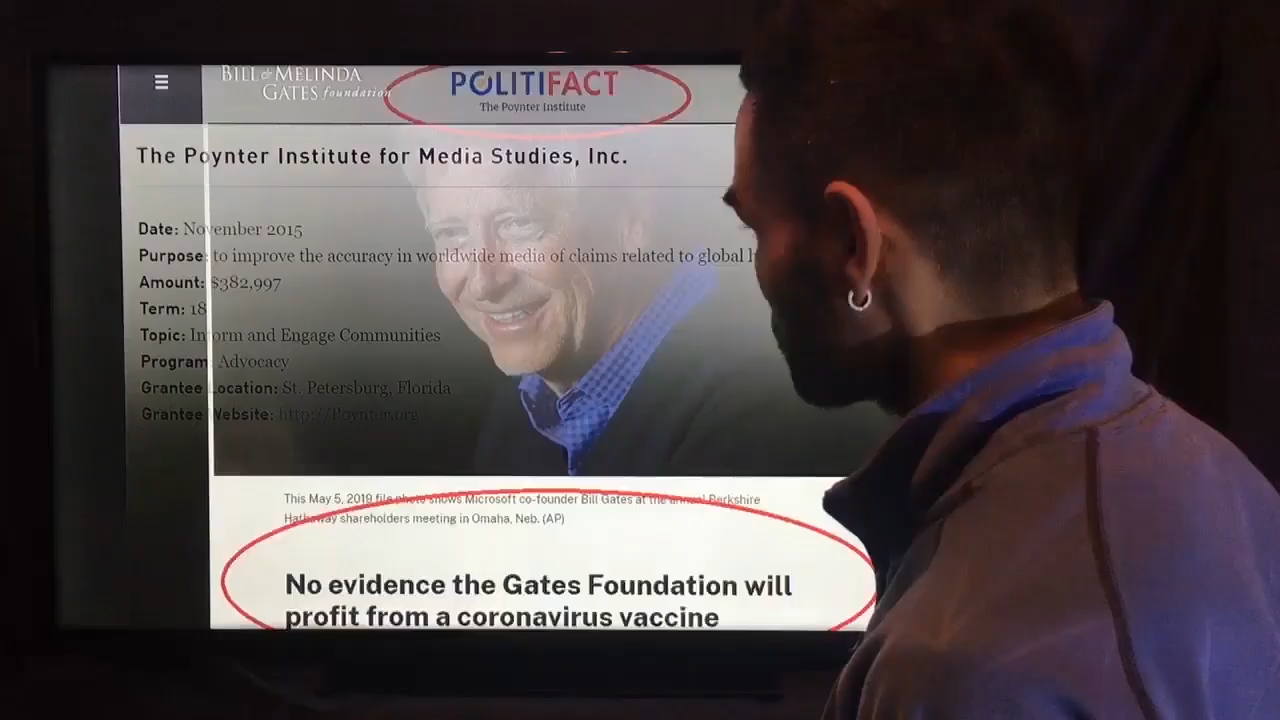 BILL & MELINDA
GATES foundation
POLITIFACT
The Poynter Institute
The Poynter Institute for Media Studies, Inc.
Date: November 2015
Purpose: to improve the accuracy in worldwide media of claims related to global
Amount: $382,997
Term: 18
Topic: Inform and Engage Communities
Program: Advocacy
Grantee Location: St. Petersburg, Florida
Grantee Website: http://Poynter.org
This May 5, 2019 file photo shows Microsoft co-founder Bill Gates at the annual Berkshire
Hathaway shareholders meeting in Omaha, Neb. (AP)
No evidence the Gates Foundation will
profit from a coronavirus vaccine